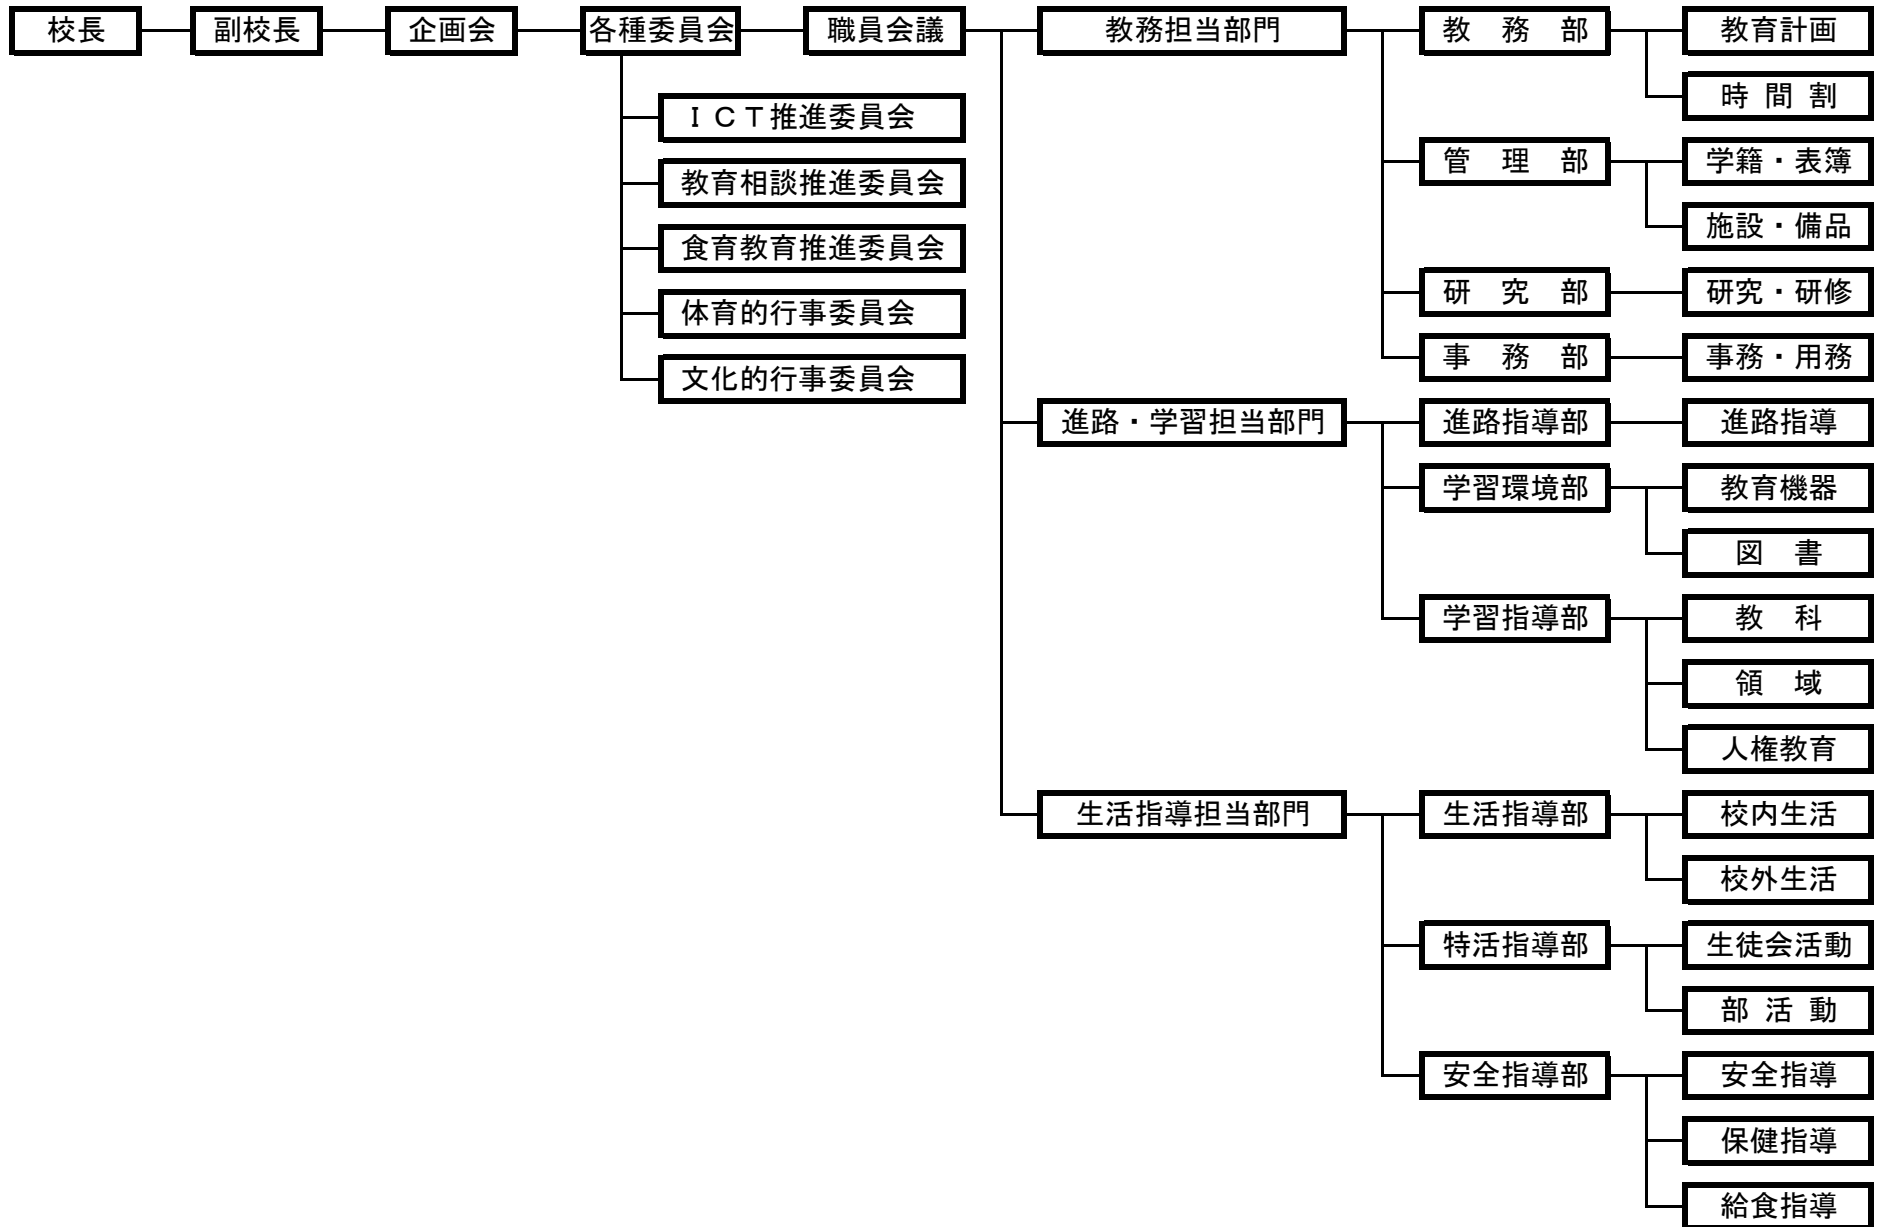 校長 副校長 企画会 各種委員会 職員会議 教務担当部門 教　務　部 教育計画
時 間 割
ＩＣＴ推進委員会
管　理　部 学籍・表簿
教育相談推進委員会
施設・備品
食育教育推進委員会
研　究　部 研究・研修
体育的行事委員会
事　務　部 事務・用務
文化的行事委員会
進路・学習担当部門 進路指導部 進路指導
学習環境部 教育機器
図　書
学習指導部 教　科
領　域
人権教育
生活指導担当部門 生活指導部 校内生活
校外生活
特活指導部 生徒会活動
部 活 動
安全指導部 安全指導
保健指導
給食指導